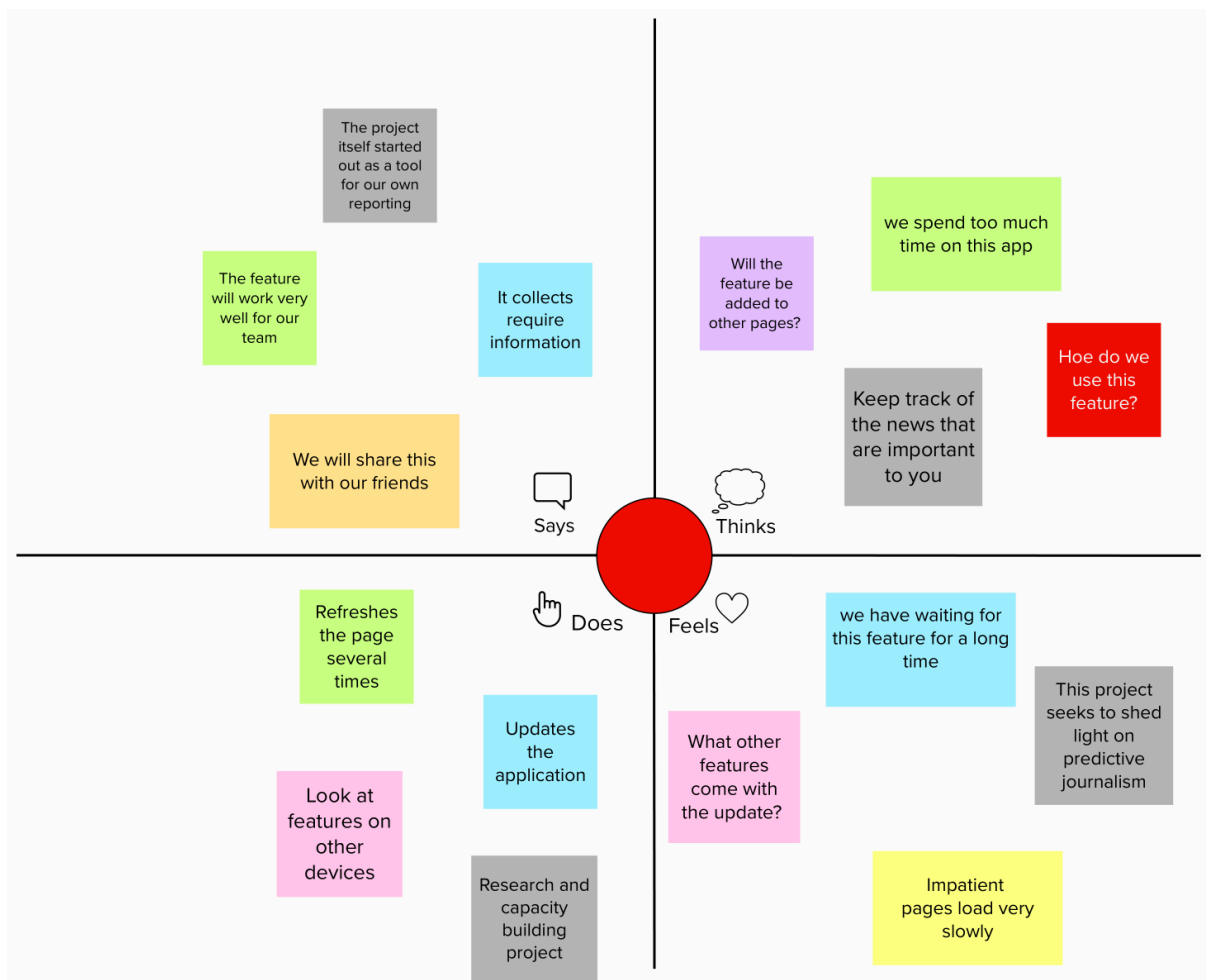 The project
itself started
out as a tool
for our own
reporting
The feature
will work very
well for our
team
It collects
require
information
We will share this
with our friends
Says
we spend too much
time on this app
Will the
feature be
added to
other pages?
Hoe do we
use this
feature?
Keep track of
the news that
are important
to you
Thinks
Refreshes
the page
several
times
Does
Updates
the
application
Look at
features on
other
devices
Research and
capacity
building
project
Feels
we have waiting for
this feature for a long
time
This project
seeks to shed
light on
predictive
journalism
What other
features
come with
the update?
Impatient
pages load very
slowly